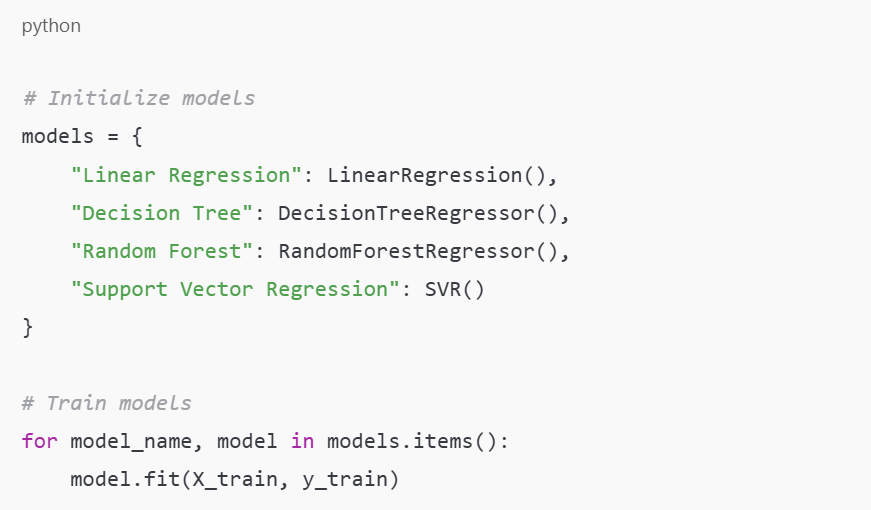 python
# Initialize models
models = {
    "Linear Regression": LinearRegression(),
    "Decision Tree": DecisionTreeRegressor(),
    "Random Forest": RandomForestRegressor(),
    "Support Vector Regression": SVR()
}
# Train models
for model_name, model in models.items():
    model.fit(X_train, y_train)